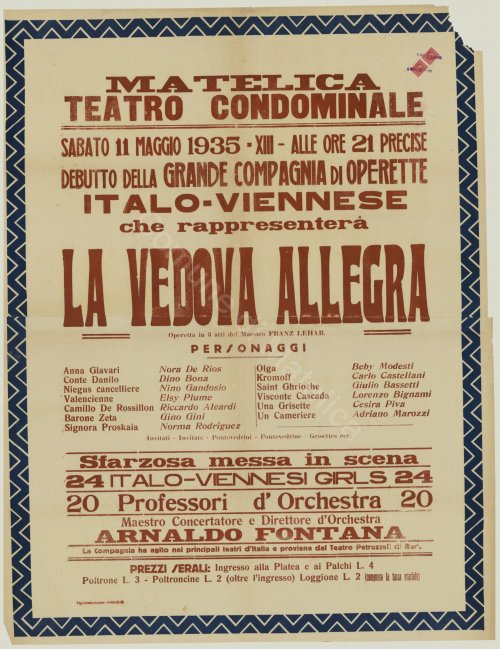 MATELICA
TEATRO CONDOMINALE
SABATO 11 MAGGIO 1935 - XIII - ALLE ORE 21 PRECISE
DEBUTTO DELLA GRANDE COMPAGNIA DI OPERETTE
ITALO-VIENNESE
che rappresenterà
LA VEDOVA ALLEGRA
Operetta in 3 atti del Maestro FRANZ LEHAR.
PERSONAGGI
Anna Glavari Nora De Rios
Conte Danilo Dino Bona
Niegus cancelliere Nino Gandosio
Valencienne Elsy Plume
Camillo De Rossillon Riccardo Aleardi
Barone Zeta Gino Gini
Signora Proskaia Norma Rodriguez
Olga Beby Modesti
Kromoff Carlo Castellani
Saint Ghrioche Giulio Bassetti
Visconte Cascada Lorenzo Bignami
Una Grisette Cesira Piva
Un Cameriere Adriano Marozzi
Invitati - Invitate - Pontevedrini - Pontevedrine - Grisettes ecc.
Sfarzosa messa in scena
24 ITALO-VIENNESI GIRLS 24
20 Professori d'Orchestra 20
Maestro Concertatore e Direttore d'Orchestra
ARNALDO FONTANA
La Compagnia ha agito nei principali teatri d'Italia e proviene dal Teatro Petruzzelli di Bari.
PREZZI SERALI: Ingresso alla Platea e ai Palchi L. 4
Poltrone L. 3 - Poltroncine L. 2 (oltre l'ingresso) Loggione L. 2 (compresa la tassa erariale)